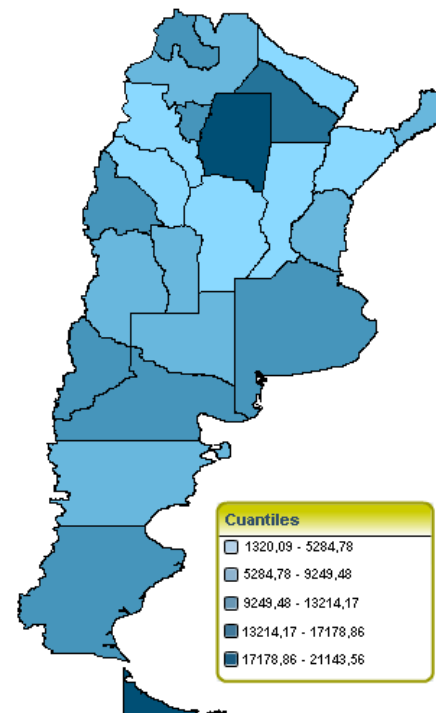 Cuantiles
1320,09 - 5284,78
5284,78 - 9249,48
9249,48 - 13214,17
13214,17 - 17178,86
17178,86 - 21143,56